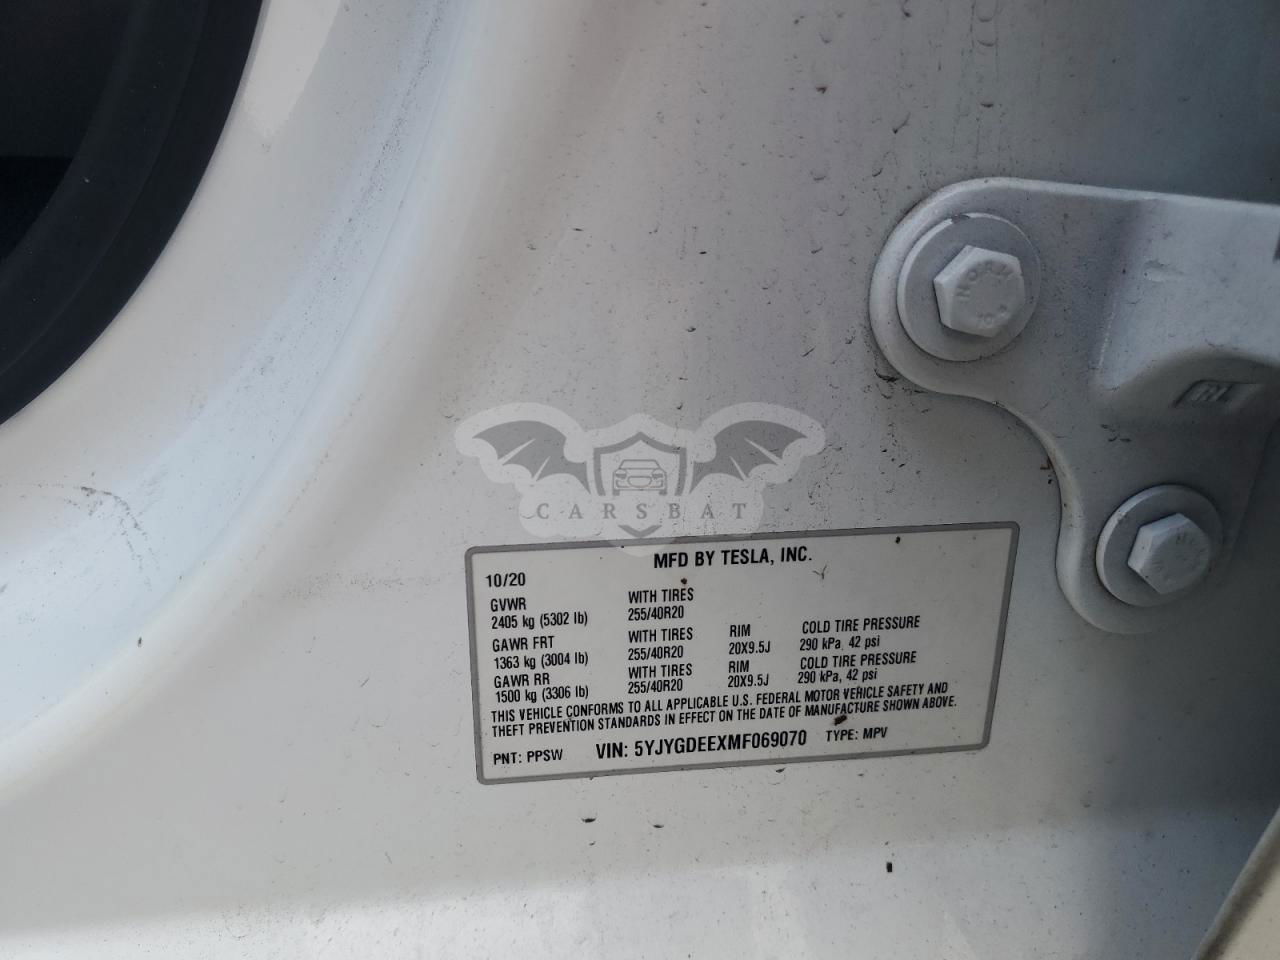 CARSBAT
MFD BY TESLA, INC.
10/20
GVWR
2405 kg (5302 lb)
WITH TIRES
255/40R20
GAWR FRT
1363 kg (3004 lb)
WITH TIRES
255/40R20
RIM
20X9.5J
COLD TIRE PRESSURE
290 kPa, 42 psi
GAWR RR
1500 kg (3306 lb)
WITH TIRES
255/40R20
RIM
20X9.5J
COLD TIRE PRESSURE
290 kPa, 42 psi
THIS VEHICLE CONFORMS TO ALL APPLICABLE U.S. FEDERAL MOTOR VEHICLE SAFETY AND
THEFT PREVENTION STANDARDS IN EFFECT ON THE DATE OF MANUFACTURE SHOWN ABOVE.
PNT: PPSW VIN: 5YJYGDEEXMF069070 TYPE: MPV